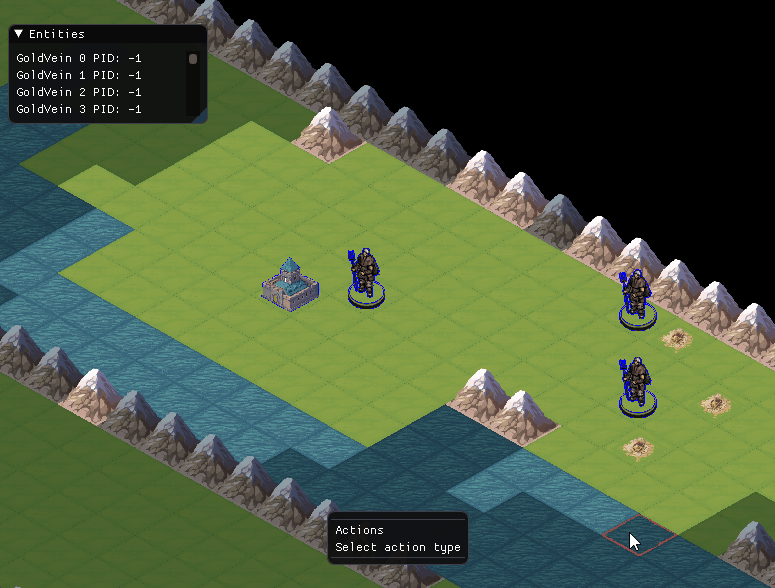 Entities
GoldVein 0 PID: -1
GoldVein 1 PID: -1
GoldVein 2 PID: -1
GoldVein 3 PID: -1
Actions
Select action type